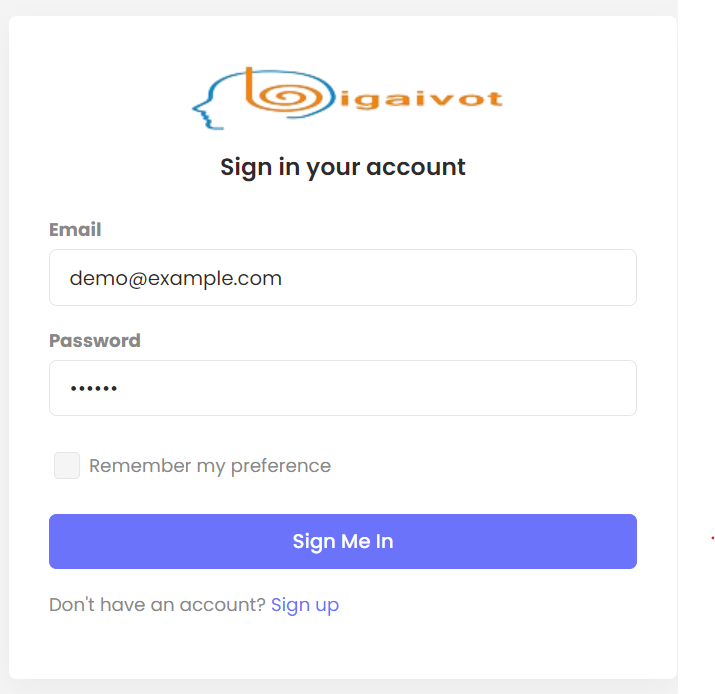 bigaivot
Sign in your account
Email
demo@example.com
Password
••••••
Remember my preference
Sign Me In
Don't have an account? Sign up